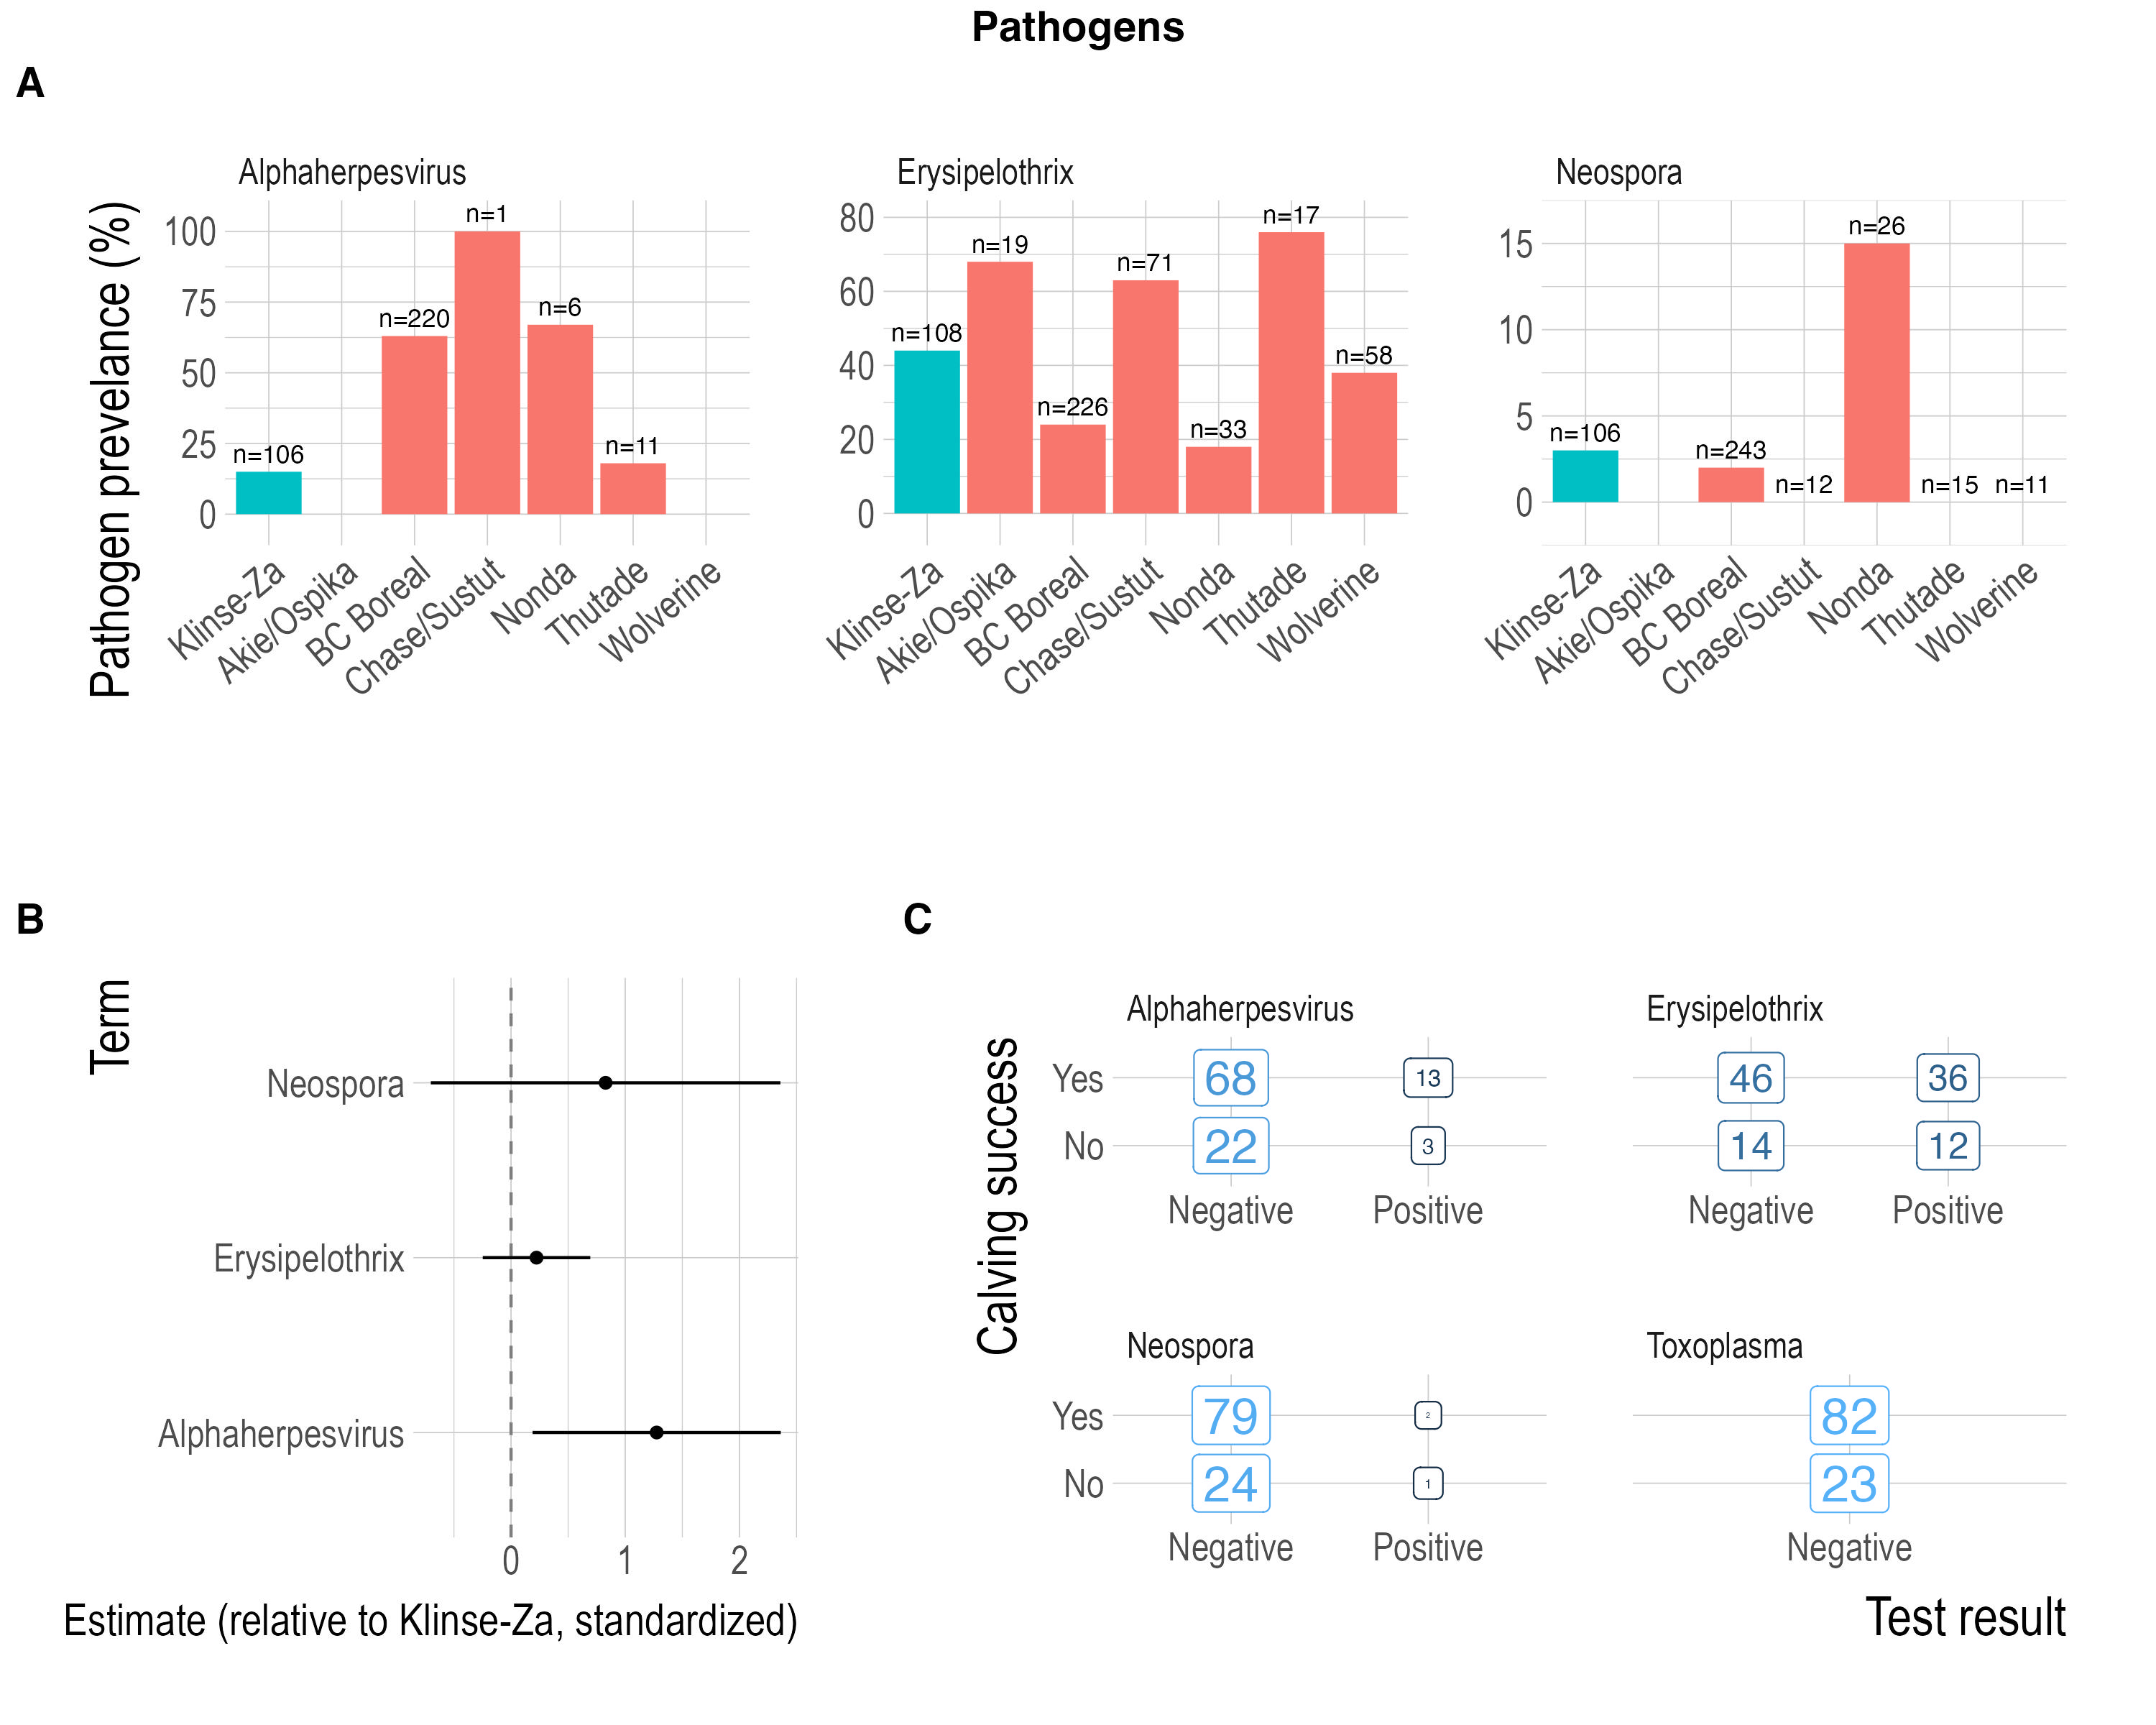 Pathogens
A
Pathogen prevelance (%)
Alphaherpesvirus
100
75
50
25
0
n=106
n=220
n=1
n=6
n=11
Klinse-Za
Akie/Ospika
BC Boreal
Chase/Sustut
Nonda
Thutade
Wolverine
Erysipelothrix
80
60
40
20
0
n=108
n=19
n=226
n=71
n=33
n=17
n=58
Klinse-Za
Akie/Ospika
BC Boreal
Chase/Sustut
Nonda
Thutade
Wolverine
Neospora
15
10
5
0
n=106
n=243
n=12
n=26
n=15
n=11
Klinse-Za
Akie/Ospika
BC Boreal
Chase/Sustut
Nonda
Thutade
Wolverine
B
Term
Neospora
Erysipelothrix
Alphaherpesvirus
0 1 2
Estimate (relative to Klinse-Za, standardized)
C
Calving success
Alphaherpesvirus
Yes 68 13
No 22 3
Negative Positive
Erysipelothrix
46 36
14 12
Negative Positive
Neospora
Yes 79 2
No 24 1
Negative Positive
Toxoplasma
82
23
Negative
Test result